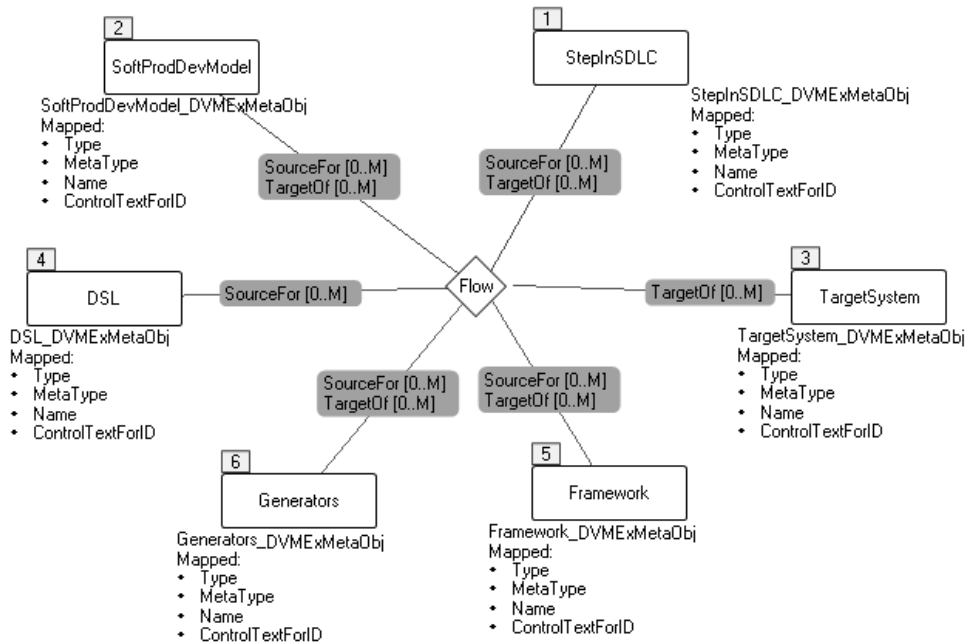 2
SoftProdDevModel
SoftProdDevModel_DVMExMetaObj
Mapped:
• Type
• MetaType
• Name
• ControlTextForID
1
StepInSDLC
StepInSDLC_DVMExMetaObj
Mapped:
• Type
• MetaType
• Name
• ControlTextForID
SourceFor [0..M]
TargetOf [0..M]
SourceFor [0..M]
TargetOf [0..M]
4
DSL
DSL_DVMExMetaObj
Mapped:
• Type
• MetaType
• Name
• ControlTextForID
SourceFor [0..M]
Flow
TargetOf [0..M]
3
TargetSystem
TargetSystem_DVMExMetaObj
Mapped:
• Type
• MetaType
• Name
• ControlTextForID
SourceFor [0..M]
TargetOf [0..M]
SourceFor [0..M]
TargetOf [0..M]
6
Generators
Generators_DVMExMetaObj
Mapped:
• Type
• MetaType
• Name
• ControlTextForID
5
Framework
Framework_DVMExMetaObj
Mapped:
• Type
• MetaType
• Name
• ControlTextForID